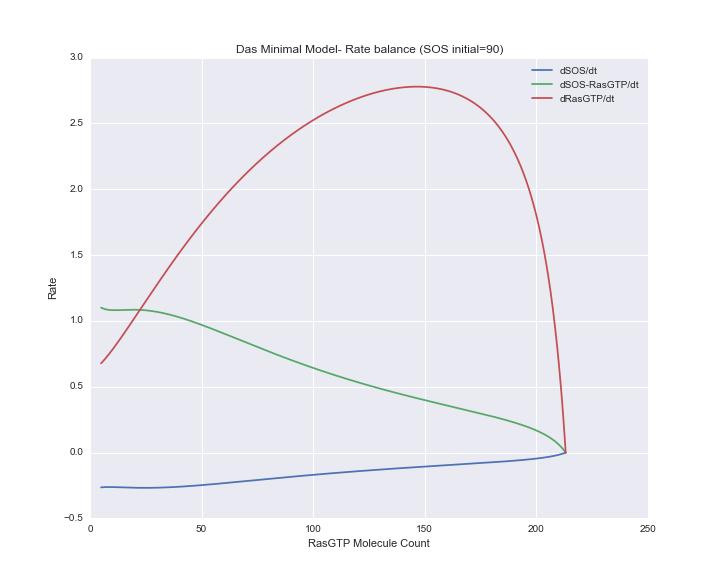 Das Minimal Model- Rate balance (SOS initial=90)
3.0
2.5
2.0
1.5
1.0
0.5
0.0
−0.5
Rate
dSOS/dt
dSOS-RasGTP/dt
dRasGTP/dt
0 50 100 150 200 250
RasGTP Molecule Count